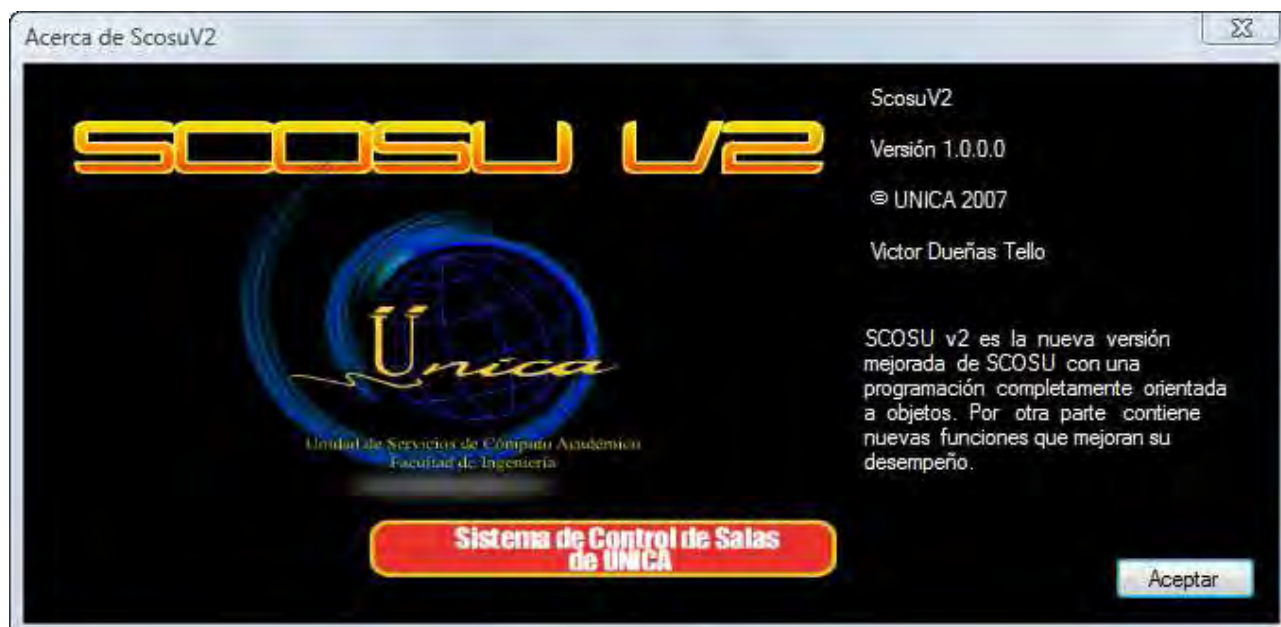 Acerca de ScosuV2
SCOSU V2
Única
Unidad de Servicios de Cómputo Académico
Facultad de Ingeniería
Sistema de Control de Salas
de UNICA
ScosuV2
Versión 1.0.0.0
© UNICA 2007
Victor Dueñas Tello
SCOSU v2 es la nueva versión
mejorada de SCOSU con una
programación completamente orientada
a objetos. Por otra parte contiene
nuevas funciones que mejoran su
desempeño.
Aceptar